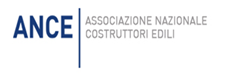 ANCE
ASSOCIAZIONE NAZIONALE
COSTRUTTORI EDILI